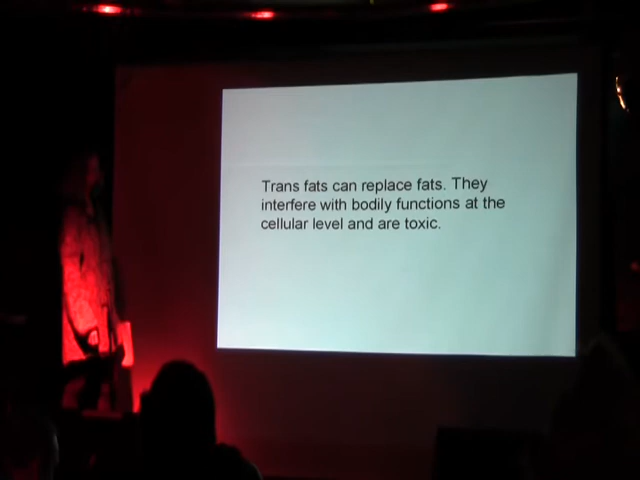 Trans fats can replace fats. They
interfere with bodily functions at the
cellular level and are toxic.